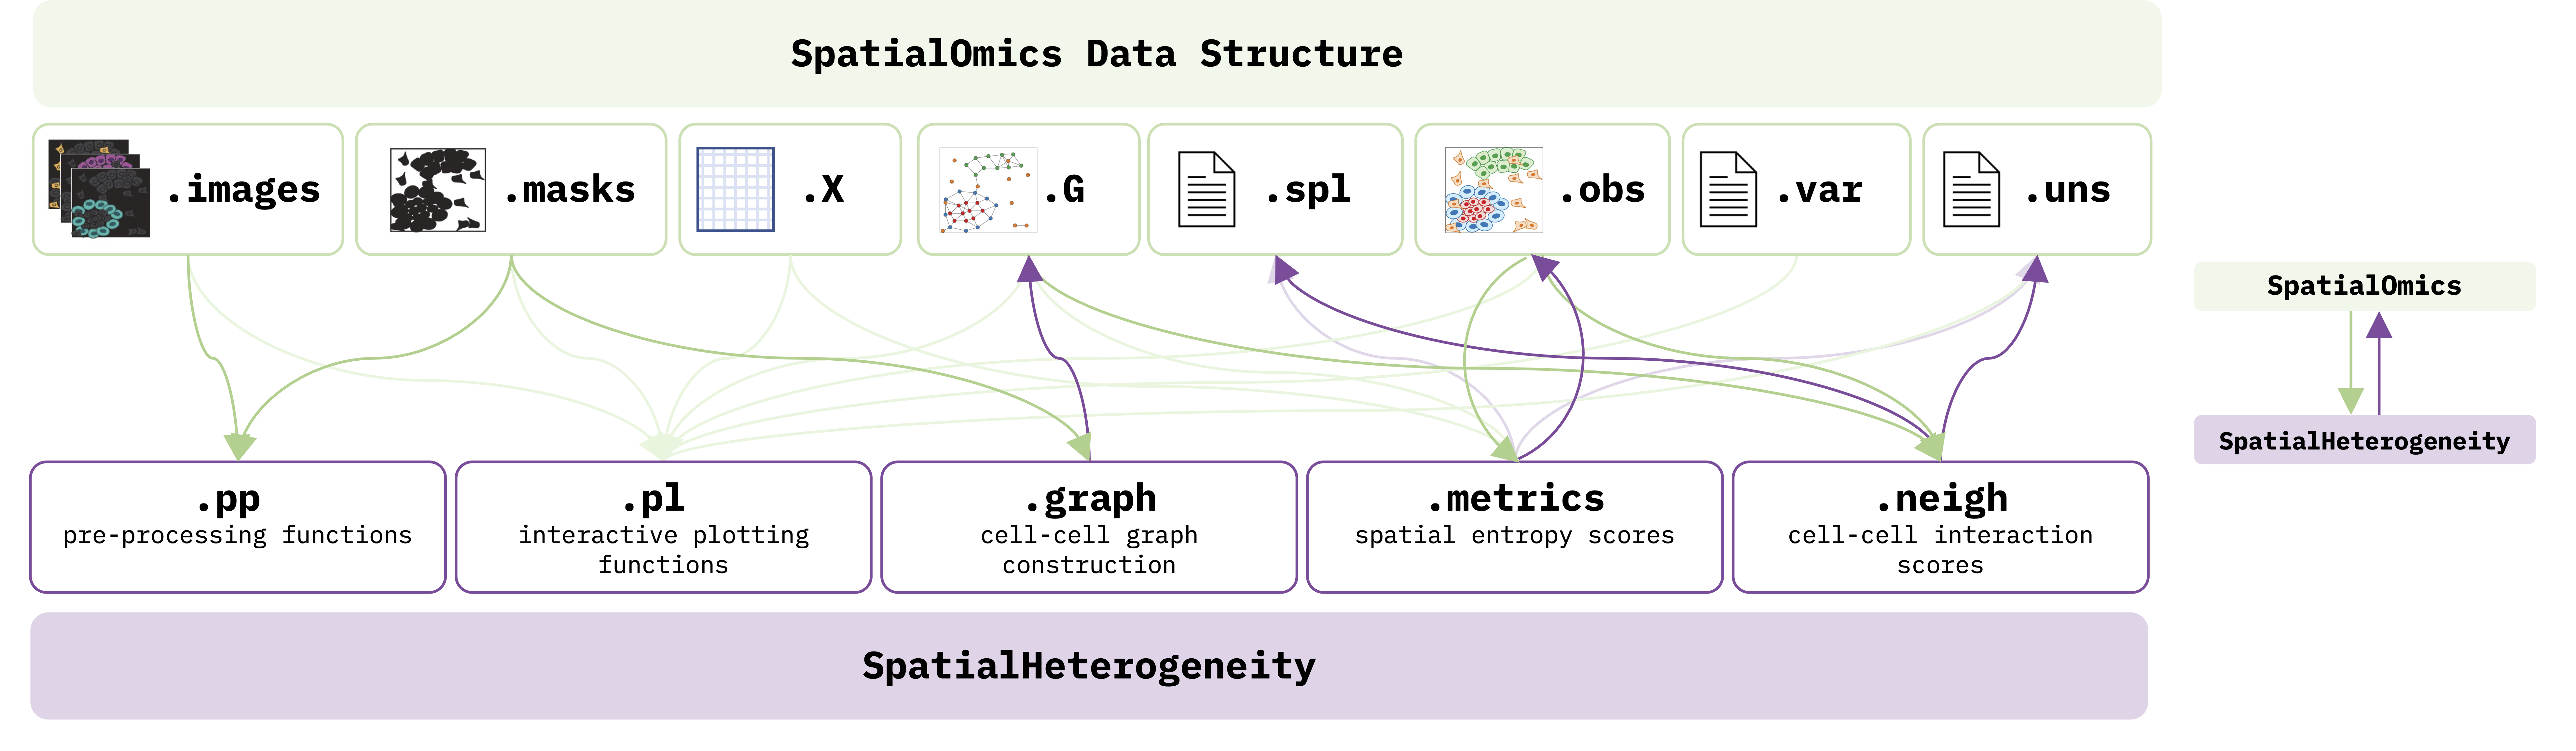 SpatialOmics Data Structure
.images
.masks
.X
.G
.spl
.obs
.var
.uns
SpatialOmics
SpatialHeterogeneity
.pp
pre-processing functions
.pl
interactive plotting
functions
.graph
cell-cell graph
construction
.metrics
spatial entropy scores
.neigh
cell-cell interaction
scores
SpatialHeterogeneity